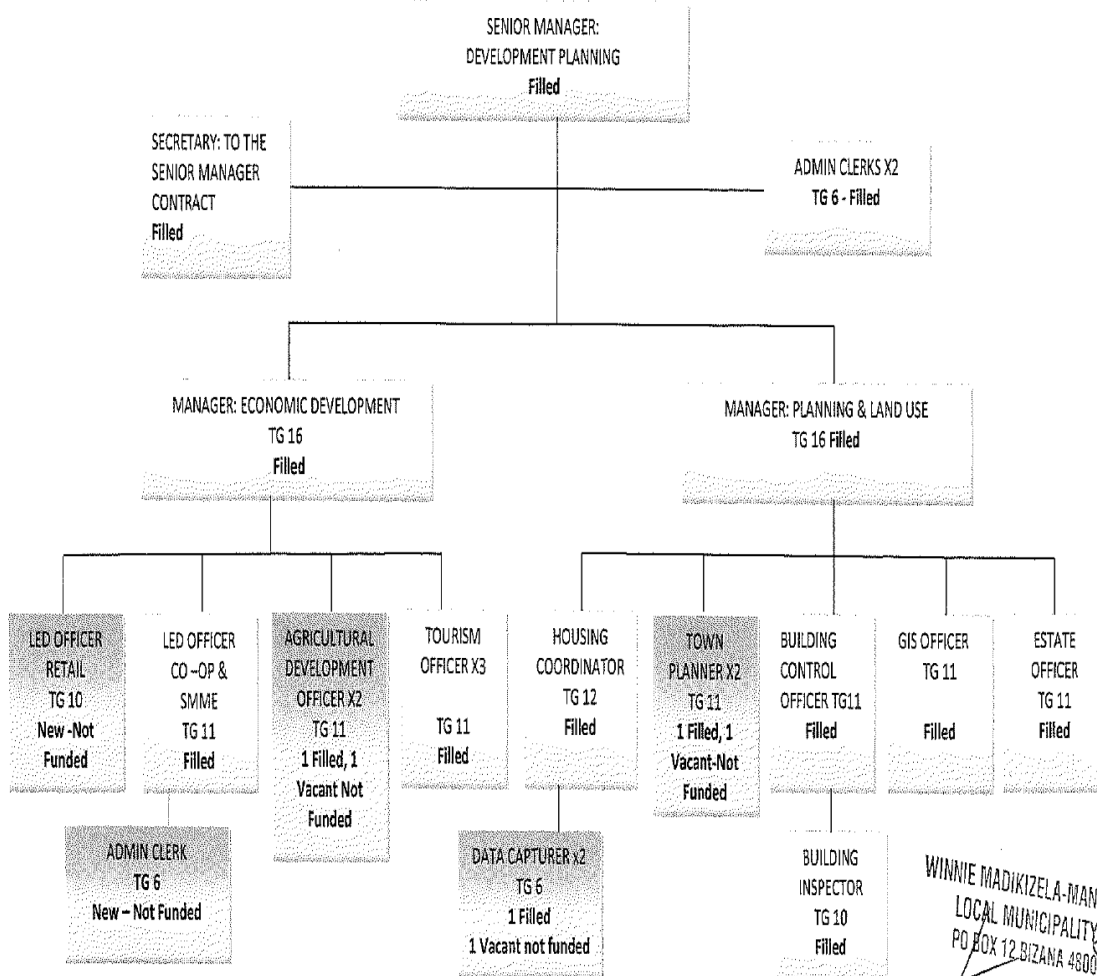 SENIOR MANAGER:
DEVELOPMENT PLANNING
Filled
SECRETARY: TO THE
SENIOR MANAGER
CONTRACT
Filled
ADMIN CLERKS X2
TG 6 - Filled
MANAGER: ECONOMIC DEVELOPMENT
TG 16
Filled
MANAGER: PLANNING & LAND USE
TG 16 Filled
LED OFFICER
RETAIL
TG 10
New -Not
Funded
LED OFFICER
CO –OP &
SMME
TG 11
Filled
AGRICULTURAL
DEVELOPMENT
OFFICER X2
TG 11
1 Filled, 1
Vacant Not
Funded
TOURISM
OFFICER X3
TG 11
Filled
HOUSING
COORDINATOR
TG 12
Filled
TOWN
PLANNER X2
TG 11
1 Filled, 1
Vacant-Not
Funded
BUILDING
CONTROL
OFFICER TG11
Filled
GIS OFFICER
TG 11
Filled
ESTATE
OFFICER
TG 11
Filled
ADMIN CLERK
TG 6
New – Not Funded
DATA CAPTURER x2
TG 6
1 Filled
1 Vacant not funded
BUILDING
INSPECTOR
TG 10
Filled
WINNIE MADIKIZELA-MAN
LOCAL MUNICIPALITY
PO BOX 12 BIZANA 4800